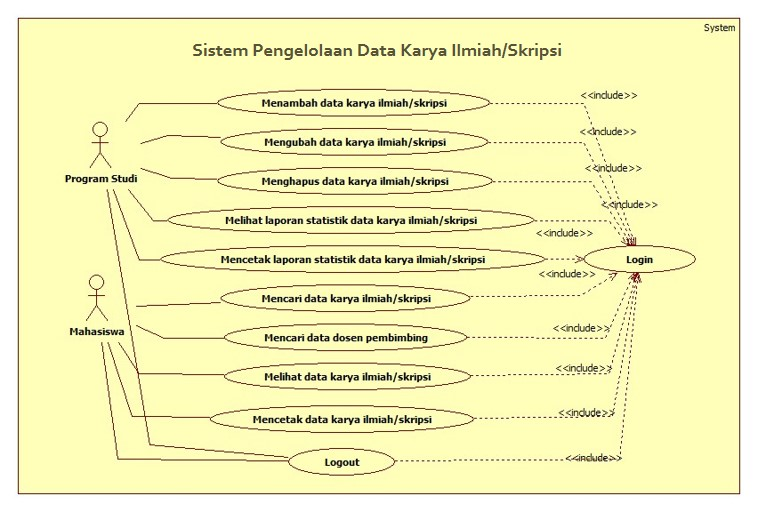 System
Sistem Pengelolaan Data Karya Ilmiah/Skripsi
Menambah data karya ilmiah/skripsi
<<include>>
Mengubah data karya ilmiah/skripsi
<<include>>
Program Studi
Menghapus data karya ilmiah/skripsi
<<include>>
Melihat laporan statistik data karya ilmiah/skripsi
<<include>>
Mencetak laporan statistik data karya ilmiah/skripsi
<<include>>
Login
Mencari data karya ilmiah/skripsi
<<include>>
Mahasiswa
Mencari data dosen pembimbing
<<include>>
Melihat data karya ilmiah/skripsi
<<include>>
Mencetak data karya ilmiah/skripsi
<<include>>
Logout
<<include>>